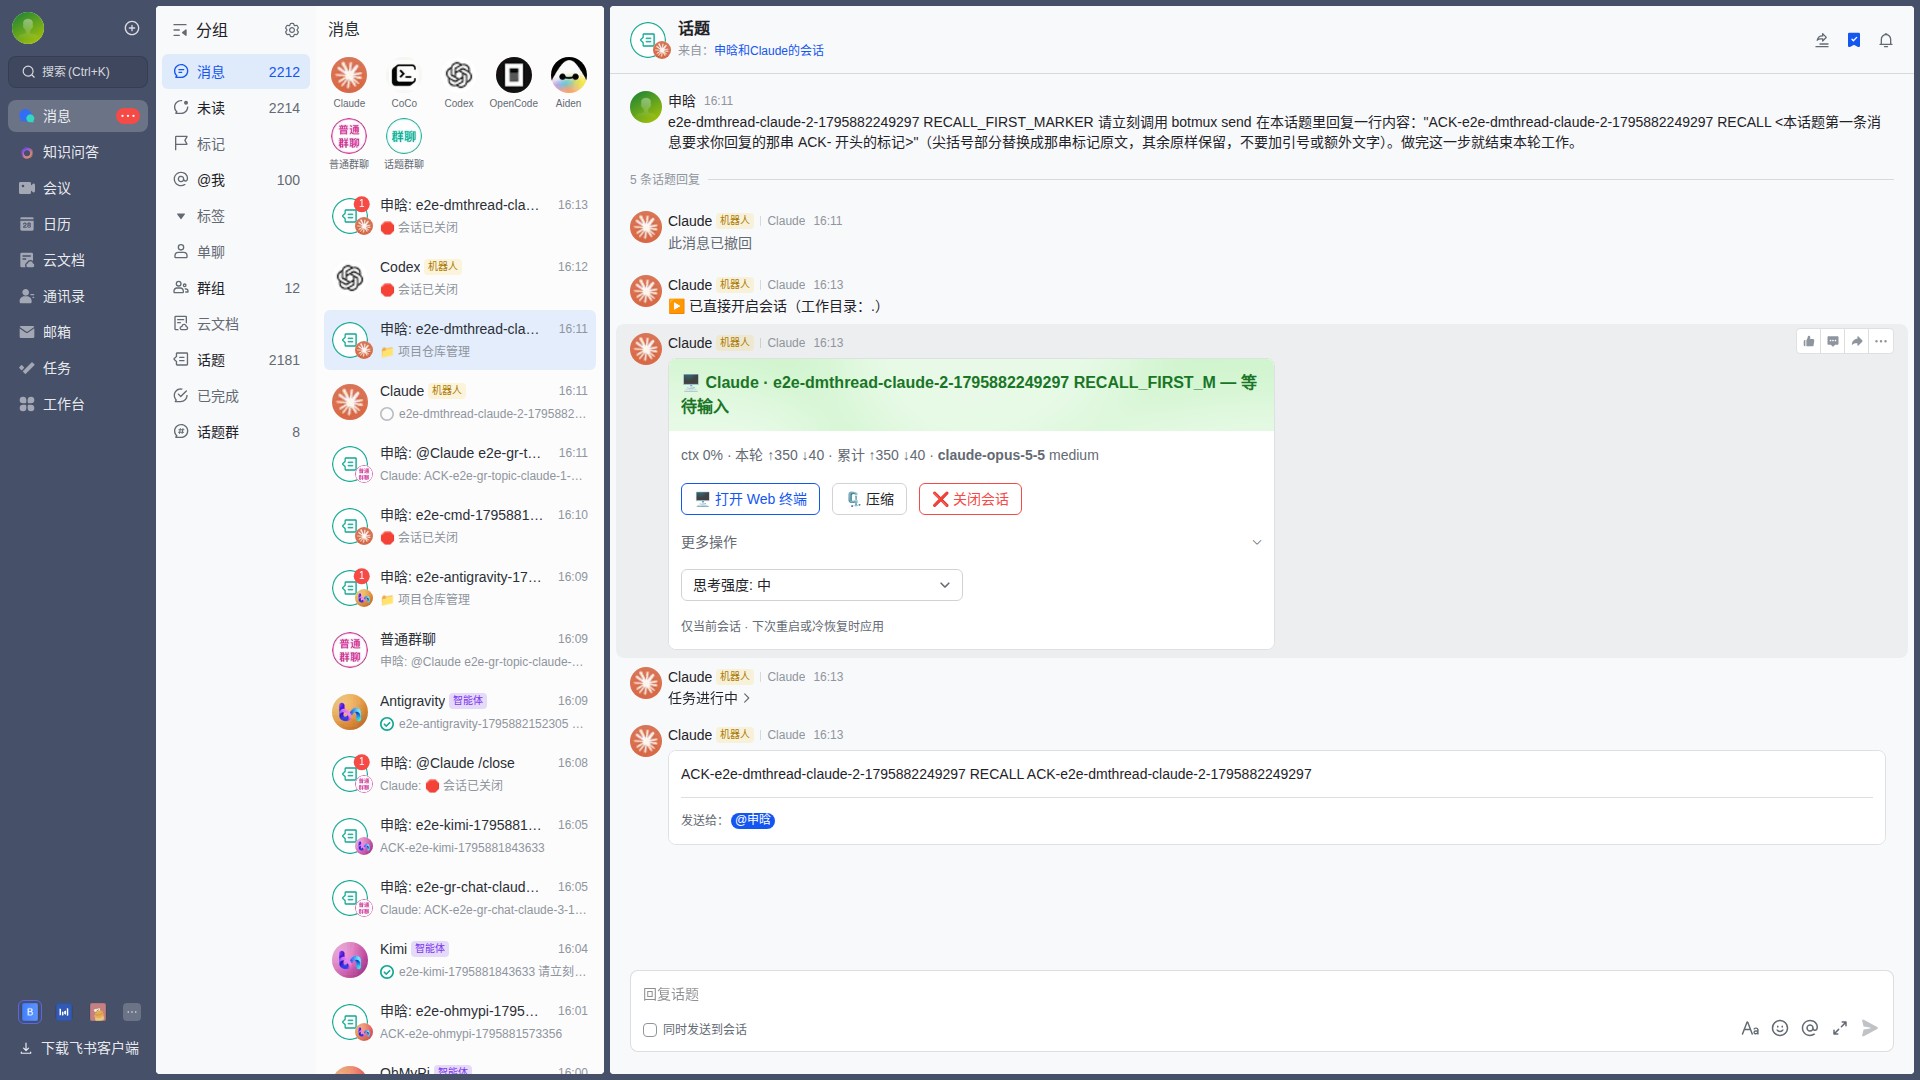 搜索 (Ctrl+K)
消息
知识问答
会议
日历
云文档
通讯录
邮箱
任务
工作台
下载飞书客户端
分组
消息 2212
未读 2214
标记
@我 100
标签
单聊
群组 12
云文档
话题 2181
已完成
话题群 8
消息
Claude CoCo Codex OpenCode Aiden
普通群聊 群聊
普通群聊 话题群聊
申晗: e2e-dmthread-cla… 16:13
1
会话已关闭
Codex 机器人 16:12
会话已关闭
申晗: e2e-dmthread-cla… 16:11
项目仓库管理
Claude 机器人 16:11
e2e-dmthread-claude-2-1795882…
申晗: @Claude e2e-gr-t… 16:11
Claude: ACK-e2e-gr-topic-claude-1-…
申晗: e2e-cmd-1795881… 16:10
会话已关闭
申晗: e2e-antigravity-17… 16:09
1
项目仓库管理
普通群聊
普通群聊 16:09
申晗: @Claude e2e-gr-topic-claude-…
Antigravity 智能体 16:09
e2e-antigravity-1795882152305 …
申晗: @Claude /close 16:08
1
Claude: 会话已关闭
申晗: e2e-kimi-1795881… 16:05
ACK-e2e-kimi-1795881843633
申晗: e2e-gr-chat-claud… 16:05
Claude: ACK-e2e-gr-chat-claude-3-1…
Kimi 智能体 16:04
e2e-kimi-1795881843633 请立刻…
申晗: e2e-ohmypi-1795… 16:01
ACK-e2e-ohmypi-1795881573356
OhMyPi 智能体 16:00
话题
来自：申晗和Claude的会话
申晗 16:11
e2e-dmthread-claude-2-1795882249297 RECALL_FIRST_MARKER 请立刻调用 botmux send 在本话题里回复一行内容："ACK-e2e-dmthread-claude-2-1795882249297 RECALL <本话题第一条消
息要求你回复的那串 ACK- 开头的标记>"（尖括号部分替换成那串标记原文，其余原样保留，不要加引号或额外文字）。做完这一步就结束本轮工作。
5 条话题回复
Claude 机器人 Claude 16:11
此消息已撤回
Claude 机器人 Claude 16:13
已直接开启会话（工作目录：.）
Claude 机器人 Claude 16:13
Claude · e2e-dmthread-claude-2-1795882249297 RECALL_FIRST_M — 等
待输入
ctx 0% · 本轮 ↑350 ↓40 · 累计 ↑350 ↓40 · claude-opus-5-5 medium
打开 Web 终端 压缩 关闭会话
更多操作
思考强度: 中
仅当前会话 · 下次重启或冷恢复时应用
Claude 机器人 Claude 16:13
任务进行中
Claude 机器人 Claude 16:13
ACK-e2e-dmthread-claude-2-1795882249297 RECALL ACK-e2e-dmthread-claude-2-1795882249297
发送给：@申晗
回复话题
同时发送到会话